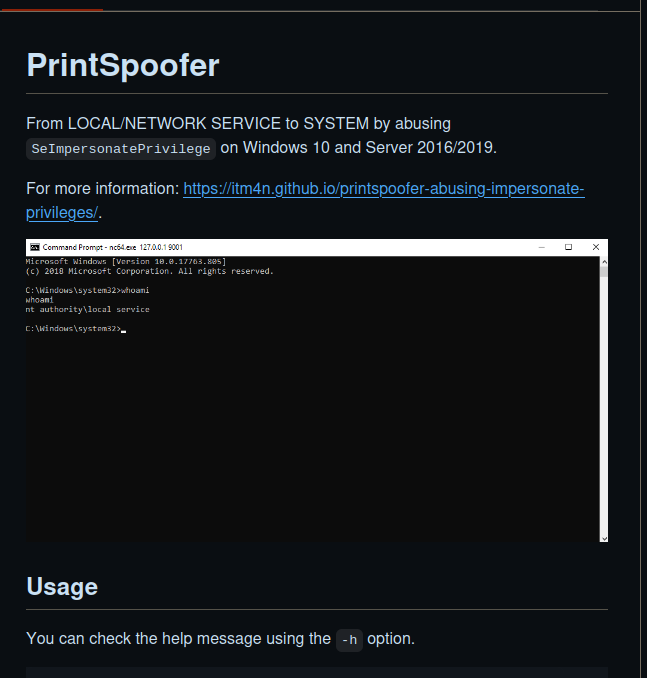 PrintSpoofer
From LOCAL/NETWORK SERVICE to SYSTEM by abusing
SeImpersonatePrivilege on Windows 10 and Server 2016/2019.
For more information: https://itm4n.github.io/printspoofer-abusing-impersonate-
privileges/.
Command Prompt - nc64.exe 127.0.0.1 9001
Microsoft Windows [Version 10.0.17763.805]
(c) 2018 Microsoft Corporation. All rights reserved.
C:\Windows\system32>whoami
whoami
nt authority\local service
C:\Windows\system32>
Usage
You can check the help message using the -h option.